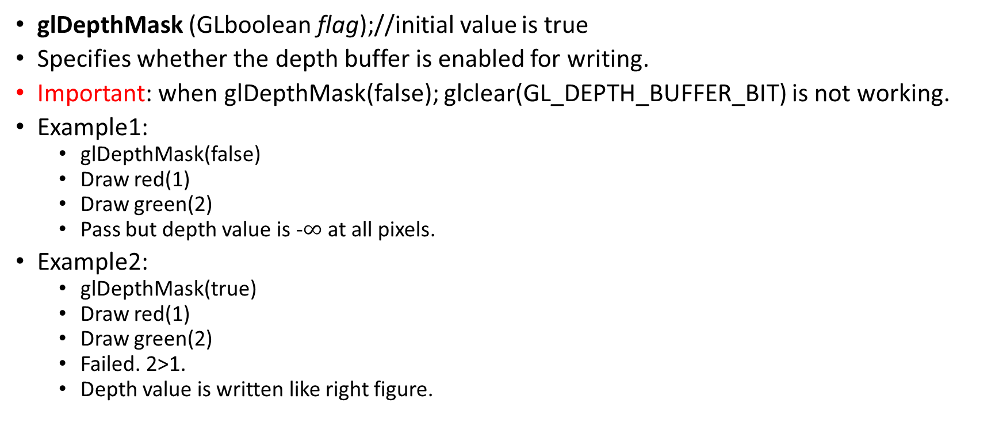 • glDepthMask (GLboolean flag);//initial value is true
• Specifies whether the depth buffer is enabled for writing.
• Important: when glDepthMask(false); glclear(GL_DEPTH_BUFFER_BIT) is not working.
• Example1:
• glDepthMask(false)
• Draw red(1)
• Draw green(2)
• Pass but depth value is -∞ at all pixels.
• Example2:
• glDepthMask(true)
• Draw red(1)
• Draw green(2)
• Failed. 2>1.
• Depth value is written like right figure.